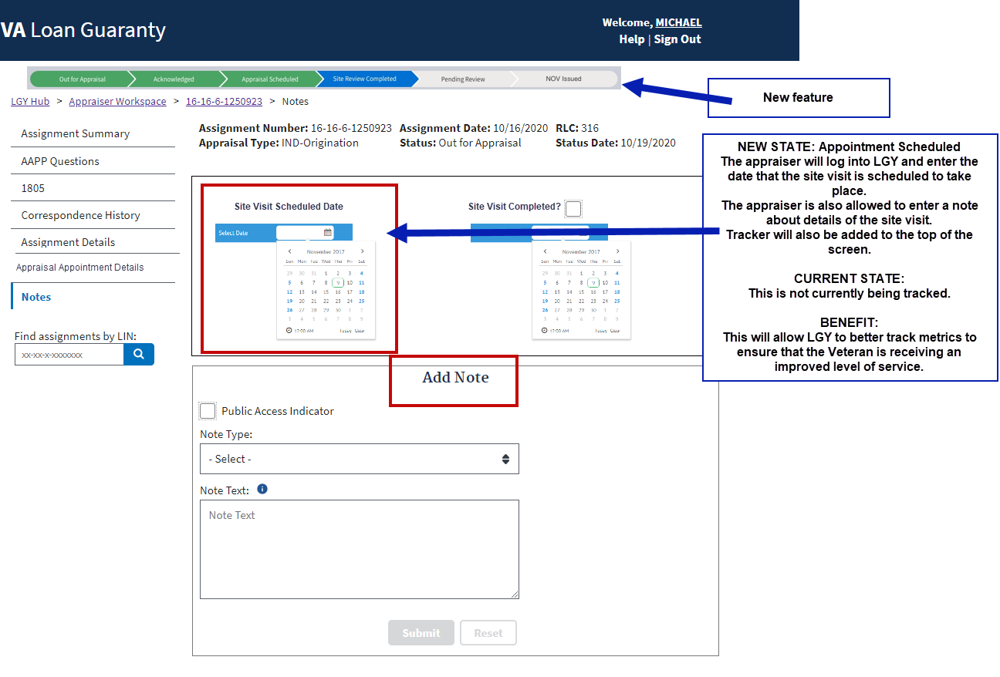 VA Loan Guaranty
Welcome, MICHAEL
Help | Sign Out
Out for Appraisal
Acknowledged
Appraisal Scheduled
Site Review Completed
Pending Review
NOV Issued
New feature
LGY Hub > Appraiser Workspace > 16-16-6-1250923 > Notes
Assignment Summary
AAPP Questions
1805
Correspondence History
Assignment Details
Appraisal Appointment Details
Notes
Find assignments by LIN:
xx-xx-x-xxxxxxx
Assignment Number: 16-16-6-1250923 Assignment Date: 10/16/2020 RLC: 316
Appraisal Type: IND-Origination Status: Out for Appraisal Status Date: 10/19/2020
Site Visit Scheduled Date
Select Date
November 2017
Sun Mon Tue Wed Thu Fri Sat
29 30 31 1 2 3 4
5 6 7 8 9 10 11
12 13 14 15 16 17 18
19 20 21 22 23 24 25
26 27 28 29 30 1 2
3 4 5 6 7 8 9
12:00 AM Today Clear
Site Visit Completed?
November 2017
Sun Mon Tue Wed Thu Fri Sat
29 30 31 1 2 3 4
5 6 7 8 9 10 11
12 13 14 15 16 17 18
19 20 21 22 23 24 25
26 27 28 29 30 1 2
3 4 5 6 7 8 9
12:00 AM Today Clear
NEW STATE: Appointment Scheduled
The appraiser will log into LGY and enter the
date that the site visit is scheduled to take
place.
The appraiser is also allowed to enter a note
about details of the site visit.
Tracker will also be added to the top of the
screen.
CURRENT STATE:
This is not currently being tracked.
BENEFIT:
This will allow LGY to better track metrics to
ensure that the Veteran is receiving an
improved level of service.
Add Note
Public Access Indicator
Note Type:
- Select -
Note Text:
Note Text
Submit
Reset